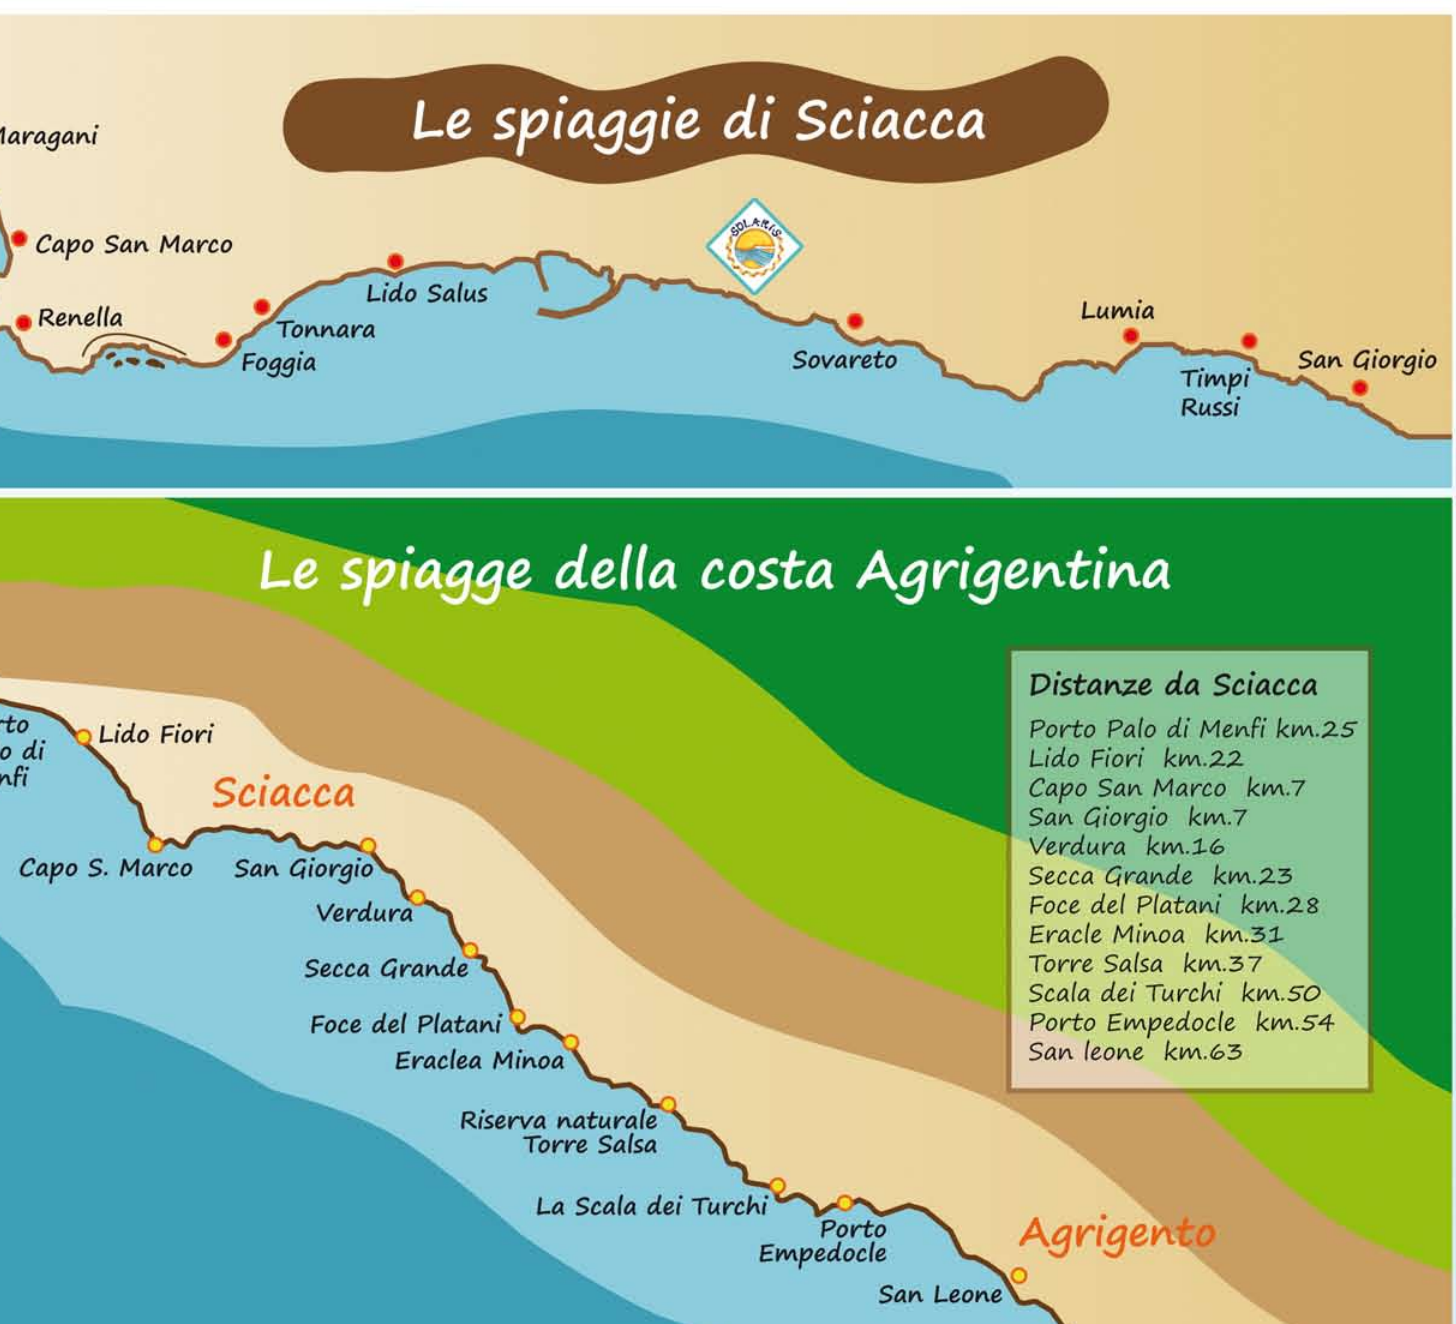 Le spiaggie di Sciacca
Capo San Marco
SOLARIS
Lido Salus
Renella
Tonnara
Foggia
Sovareto
Lumia
Timpi
Russi
San Giorgio
Le spiagge della costa Agrigentina
Lido Fiori
Sciacca
Capo S. Marco
San Giorgio
Verdura
Secca Grande
Foce del Platani
Eraclea Minoa
Riserva naturale
Torre Salsa
La Scala dei Turchi
Porto
Empedocle
Agrigento
San Leone
Distanze da Sciacca
Porto Palo di Menfi km.25
Lido Fiori km.22
Capo San Marco km.7
San Giorgio km.7
Verdura km.16
Secca Grande km.23
Foce del Platani km.28
Eracle Minoa km.31
Torre Salsa km.37
Scala dei Turchi km.50
Porto Empedocle km.54
San leone km.63